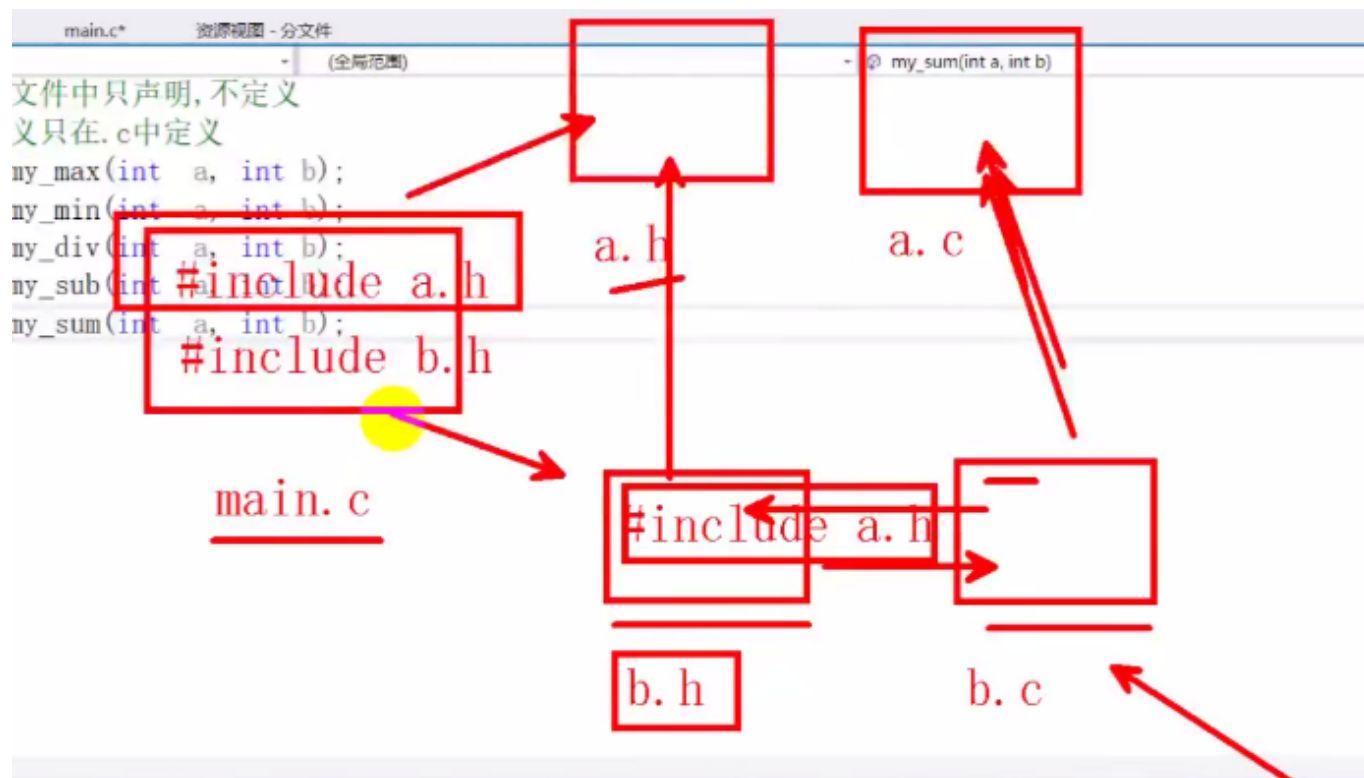 main.c* 资源视图 - 分文件
(全局范围) my_sum(int a, int b)
文件中只声明,不定义
义只在.c中定义
my_max(int a, int b);
my_min(int a, int b);
my_div(int a, int b);
my_sub(int a, int b);
my_sum(int a, int b);
#include a.h
#include b.h
main.c
a.h
a.c
#include a.h
b.h
b.c